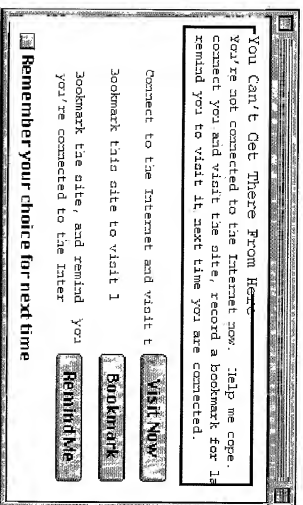 You Can't Get There From Here
You're not connected to the Internet now. Help me cope.
connect you and visit the site, record a bookmark for la
remind you to visit it next time you are connected.
Connect to the Internet and visit t
Visit Now
Bookmark this site to visit l
Bookmark
Bookmark the site, and remind you
you're connected to the Inter
Remind Me
Remember your choice for next time